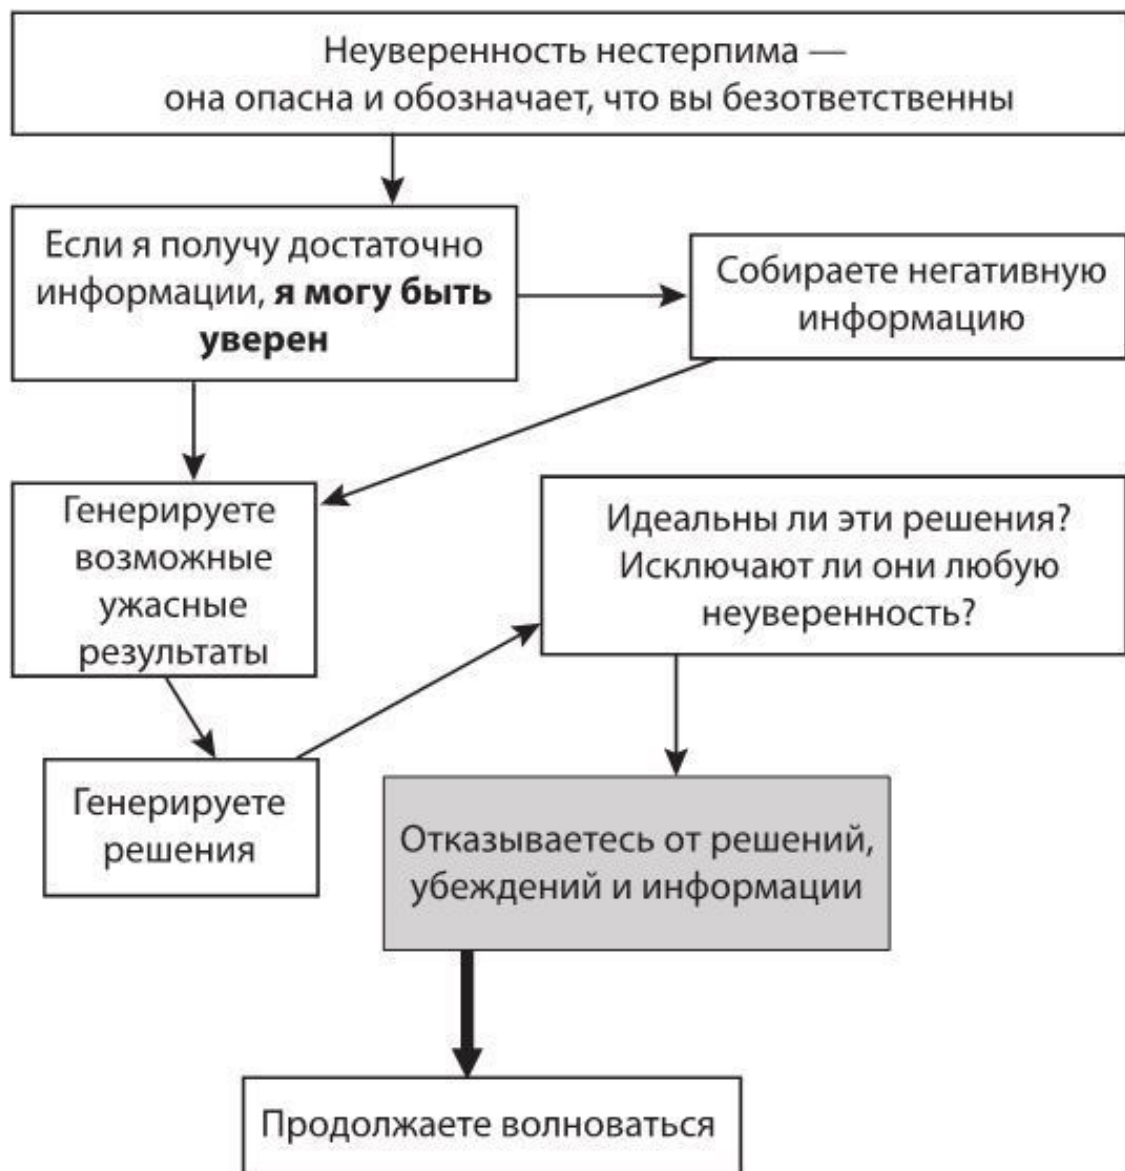 Неуверенность нестерпима —
она опасна и обозначает, что вы безответственны
Если я получу достаточно
информации, я могу быть
уверен
Собираете негативную
информацию
Генерируете
возможные
ужасные
результаты
Идеальны ли эти решения?
Исключают ли они любую
неуверенность?
Генерируете
решения
Отказываетесь от решений,
убеждений и информации
Продолжаете волноваться